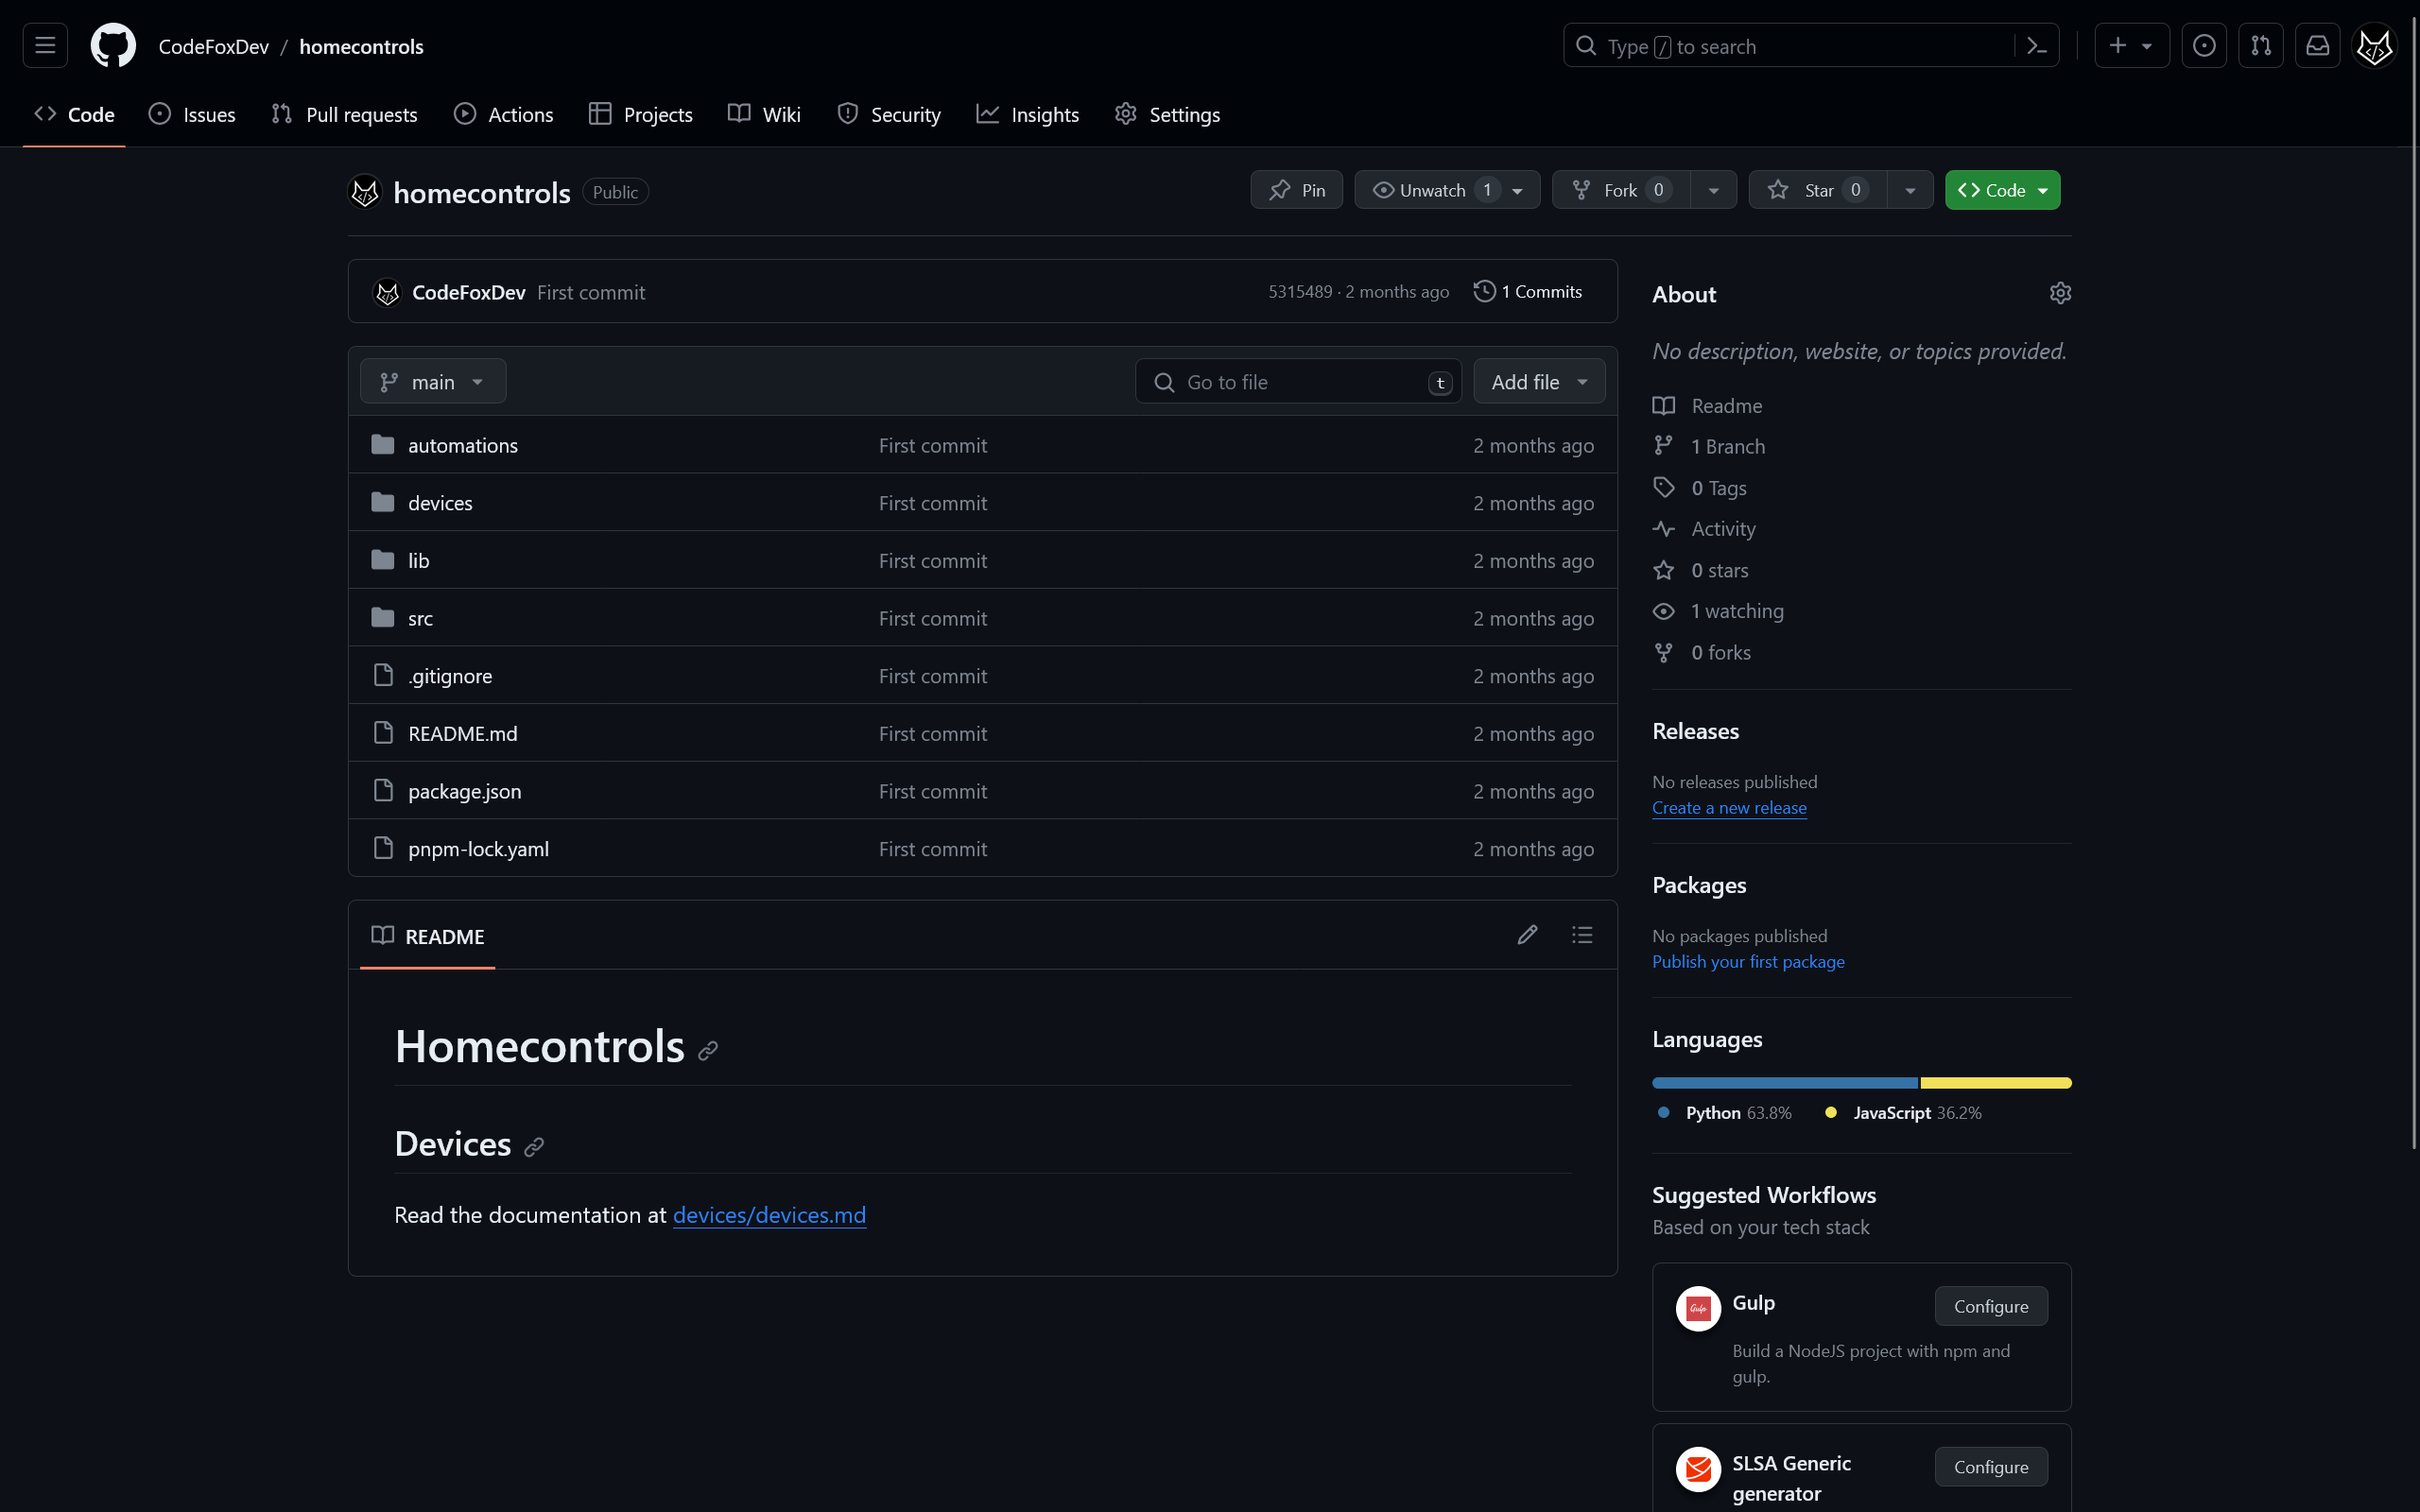 CodeFoxDev / homecontrols
Type / to search
Code Issues Pull requests Actions Projects Wiki Security Insights Settings
homecontrols Public
Pin Unwatch 1 Fork 0 Star 0 Code
CodeFoxDev First commit 5315489 · 2 months ago 1 Commits
main Go to file t Add file
automations First commit 2 months ago
devices First commit 2 months ago
lib First commit 2 months ago
src First commit 2 months ago
.gitignore First commit 2 months ago
README.md First commit 2 months ago
package.json First commit 2 months ago
pnpm-lock.yaml First commit 2 months ago
README
Homecontrols
Devices
Read the documentation at devices/devices.md
About
No description, website, or topics provided.
Readme
1 Branch
0 Tags
Activity
0 stars
1 watching
0 forks
Releases
No releases published
Create a new release
Packages
No packages published
Publish your first package
Languages
Python 63.8% JavaScript 36.2%
Suggested Workflows
Based on your tech stack
Gulp Gulp Configure
Build a NodeJS project with npm and
gulp.
SLSA Generic Configure
generator